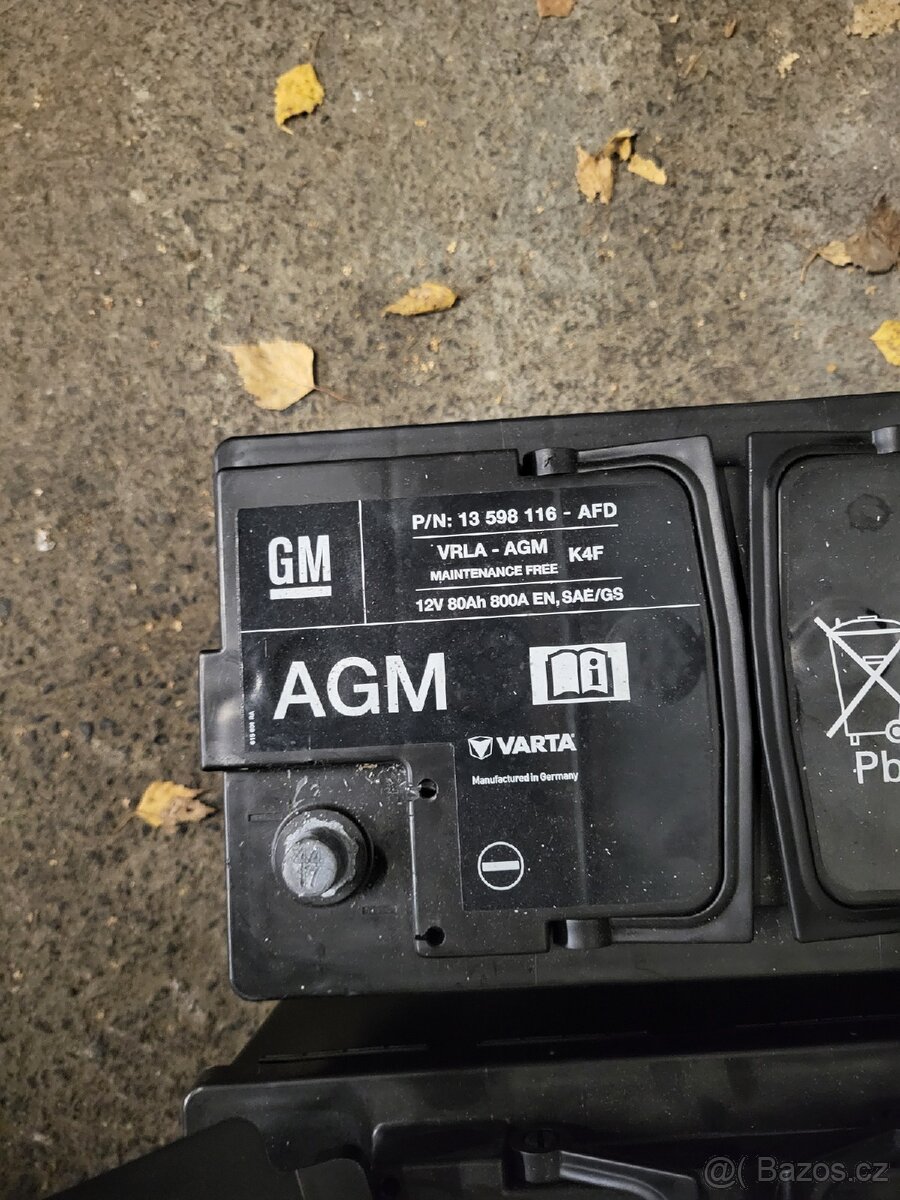 GM
P/N: 13 598 116 - AFD
VRLA - AGM K4F
MAINTENANCE FREE
12V 80Ah 800A EN, SAE/GS
AGM
i
VARTA
Manufactured in Germany
Pb
@( Bazos.cz